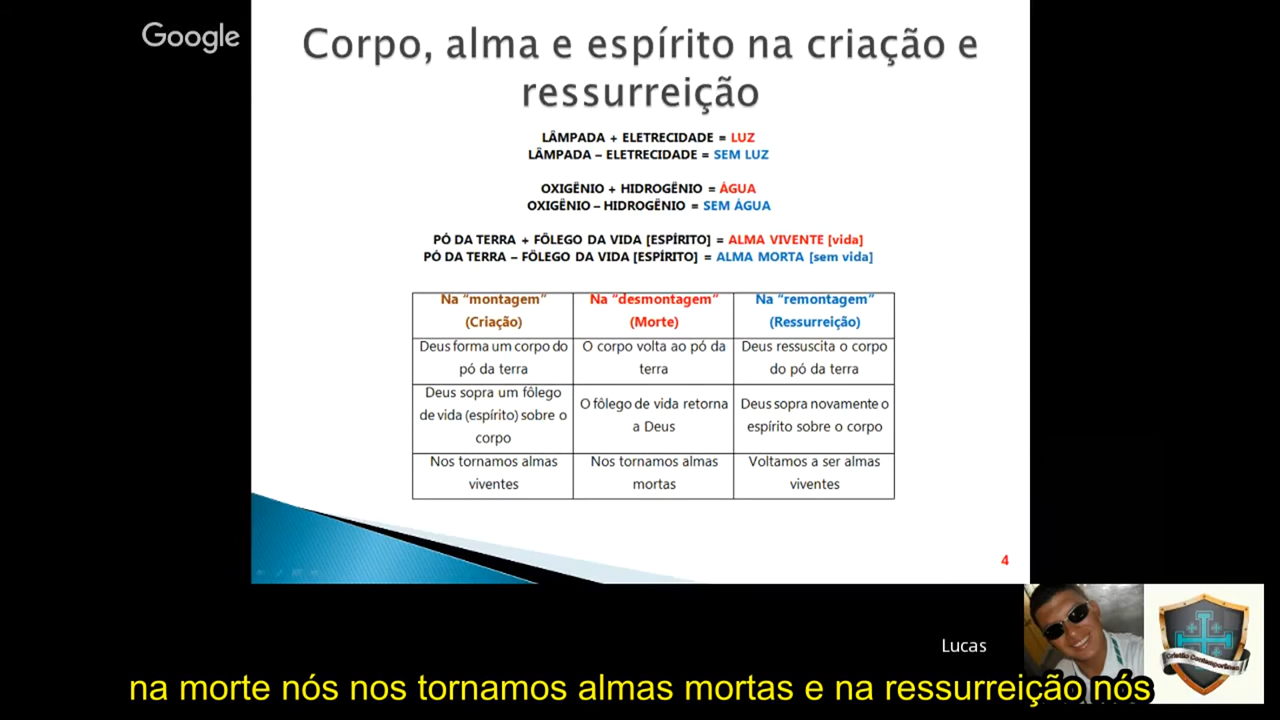 Google
Corpo, alma e espírito na criação e
ressurreição
LÂMPADA + ELETRECIDADE = LUZ
LÂMPADA – ELETRECIDADE = SEM LUZ
OXIGÊNIO + HIDROGÊNIO = ÁGUA
OXIGÊNIO – HIDROGÊNIO = SEM ÁGUA
PÓ DA TERRA + FÔLEGO DA VIDA [ESPÍRITO] = ALMA VIVENTE [vida]
PÓ DA TERRA – FÔLEGO DA VIDA [ESPÍRITO] = ALMA MORTA [sem vida]
Na “montagem”
(Criação)
Na “desmontagem”
(Morte)
Na “remontagem”
(Ressurreição)
Deus forma um corpo do
pó da terra
O corpo volta ao pó da
terra
Deus ressuscita o corpo
do pó da terra
Deus sopra um fôlego
de vida (espírito) sobre o
corpo
O fôlego de vida retorna
a Deus
Deus sopra novamente o
espírito sobre o corpo
Nos tornamos almas
viventes
Nos tornamos almas
mortas
Voltamos a ser almas
viventes
4
Lucas
Cristão Contemporâneo
na morte nós nos tornamos almas mortas e na ressurreição nós